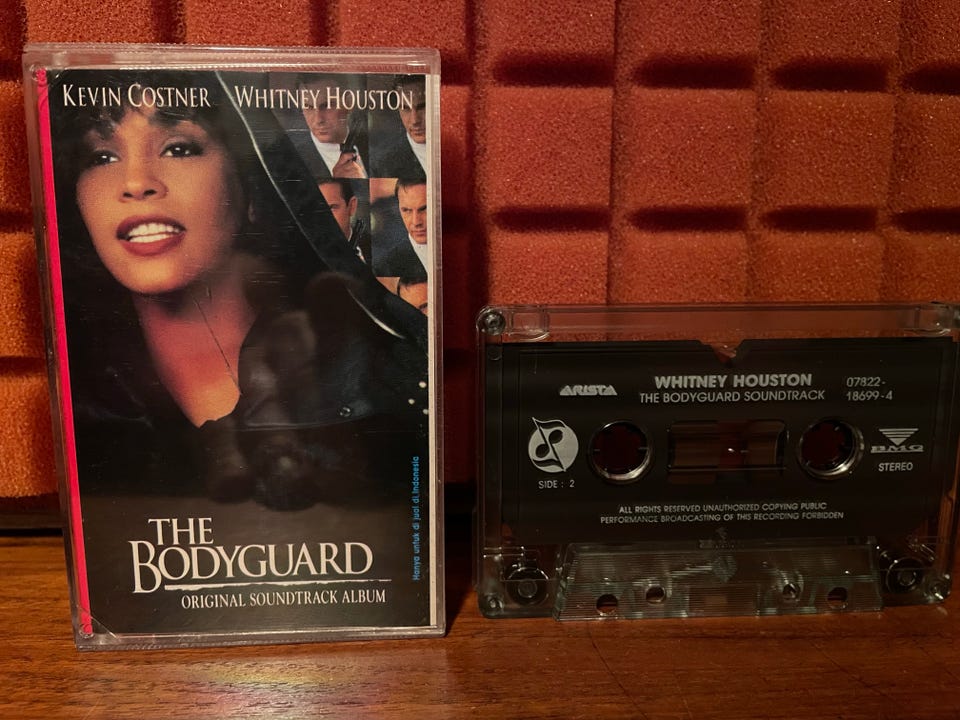 KEVIN COSTNER WHITNEY HOUSTON
Hanya untuk di jual di Indonesia
THE
BODYGUARD
ORIGINAL SOUNDTRACK ALBUM
ARISTA
WHITNEY HOUSTON
THE BODYGUARD SOUNDTRACK
07822-
18699-4
SIDE : 2
BMG
STEREO
ALL RIGHTS RESERVED UNAUTHORIZED COPYING PUBLIC
PERFORMANCE BROADCASTING OF THIS RECORDING FORBIDDEN